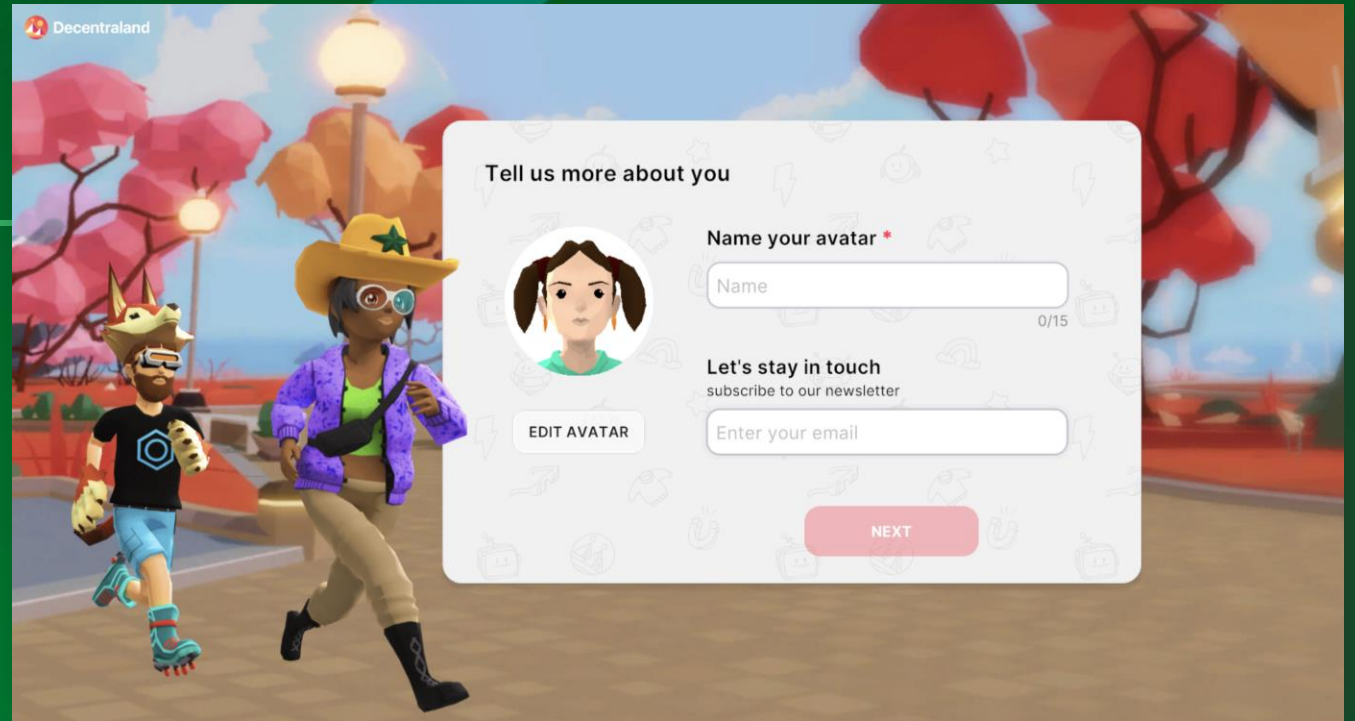 Decentraland
Tell us more about you
Name your avatar *
Name
0/15
Let's stay in touch
subscribe to our newsletter
EDIT AVATAR
Enter your email
NEXT